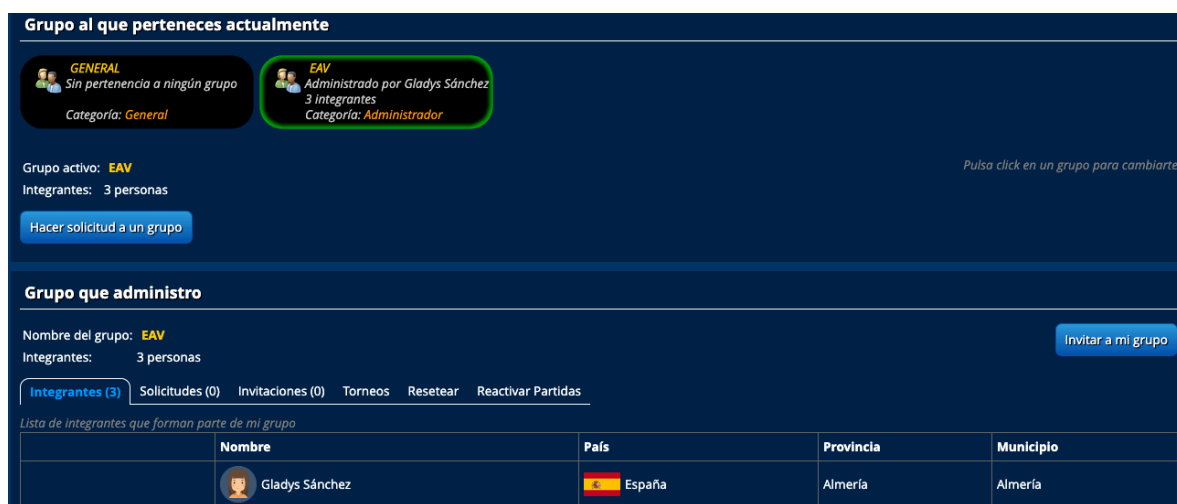 Grupo al que perteneces actualmente
GENERAL
Sin pertenencia a ningún grupo
Categoría: General
EAV
Administrado por Gladys Sánchez
3 integrantes
Categoría: Administrador
Grupo activo: EAV
Pulsa click en un grupo para cambiarte
Integrantes: 3 personas
Hacer solicitud a un grupo
Grupo que administro
Nombre del grupo: EAV
Invitar a mi grupo
Integrantes: 3 personas
Integrantes (3) Solicitudes (0) Invitaciones (0) Torneos Resetear Reactivar Partidas
Lista de integrantes que forman parte de mi grupo
Nombre País Provincia Municipio
Gladys Sánchez España Almería Almería